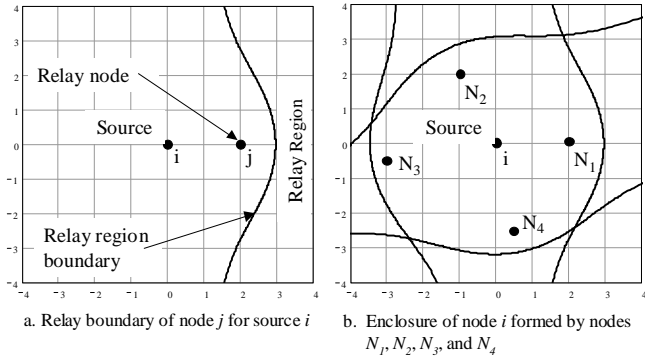 4
3
2
1
0
−1
−2
−3
−4
−4 −3 −2 −1 0 1 2 3 4
Relay node
Source
i
j
Relay Region
Relay region
boundary
a. Relay boundary of node j for source i
4
3
2
1
0
−1
−2
−3
−4
−4 −3 −2 −1 0 1 2 3 4
N2
Source
i
N1
N3
N4
b. Enclosure of node i formed by nodes
N1, N2, N3, and N4